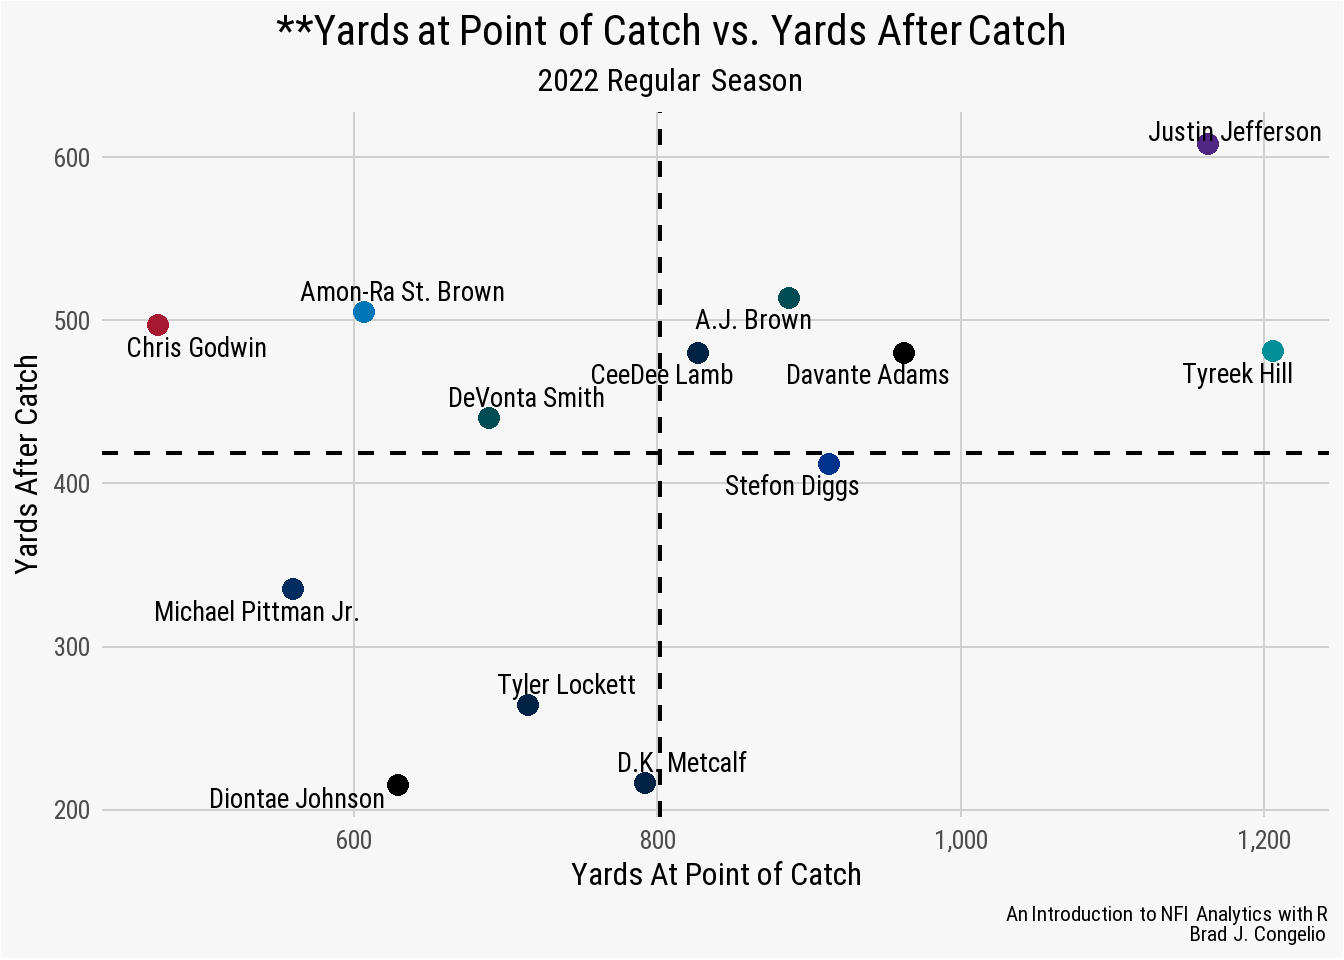 **Yards at Point of Catch vs. Yards After Catch
2022 Regular Season
Justin Jefferson
600
Amon-Ra St. Brown
500
A.J. Brown
Chris Godwin
CeeDee Lamb
Davante Adams
Tyreek Hill
DeVonta Smith
Yards After Catch
400
Stefon Diggs
Michael Pittman Jr.
300
Tyler Lockett
D.K. Metcalf
Diontae Johnson
200
600
800
1,000
1,200
Yards At Point of Catch
An Introduction to NFl Analytics with R
Brad J. Congelio